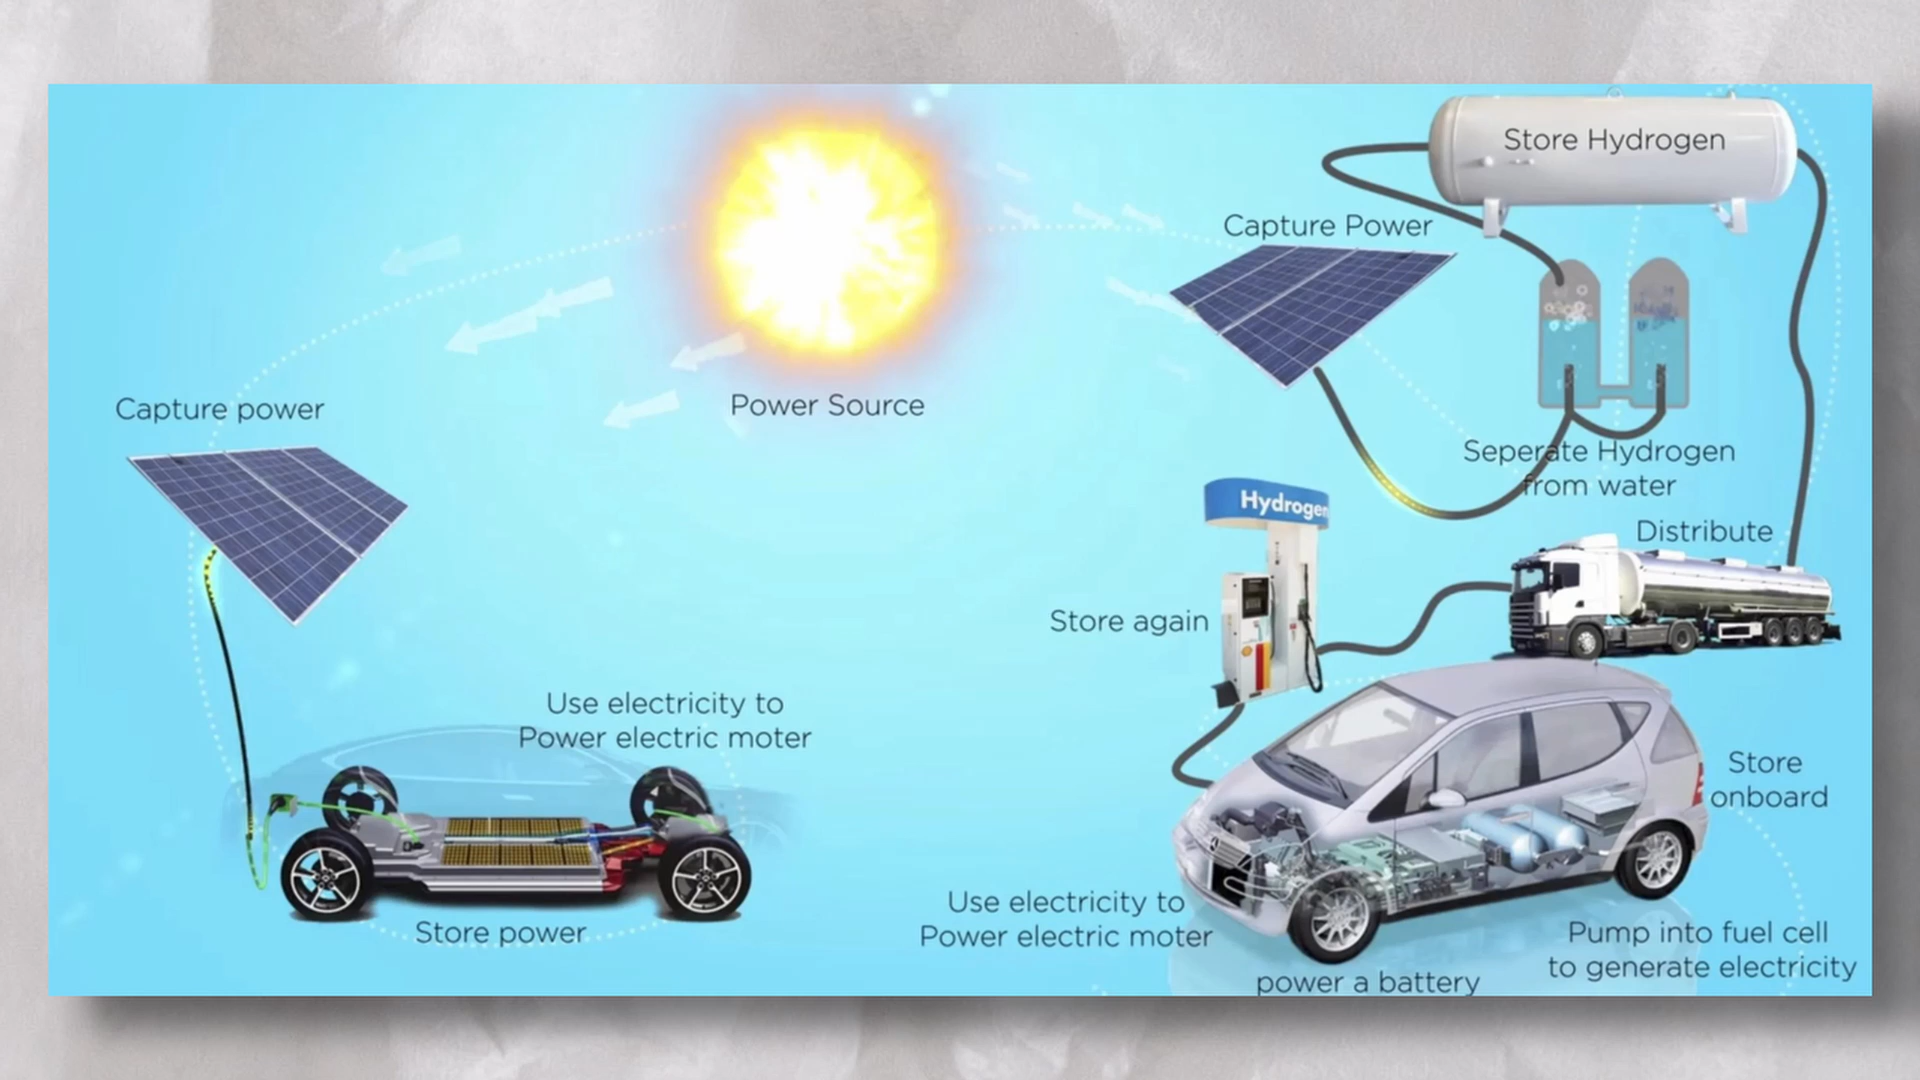 Store Hydrogen
Capture Power
Power Source
Capture power
Seperate Hydrogen
from water
Hydrogen
Distribute
Store again
Use electricity to
Power electric moter
Store
onboard
Store power
Use electricity to
Power electric moter
Pump into fuel cell
to generate electricity
power a battery